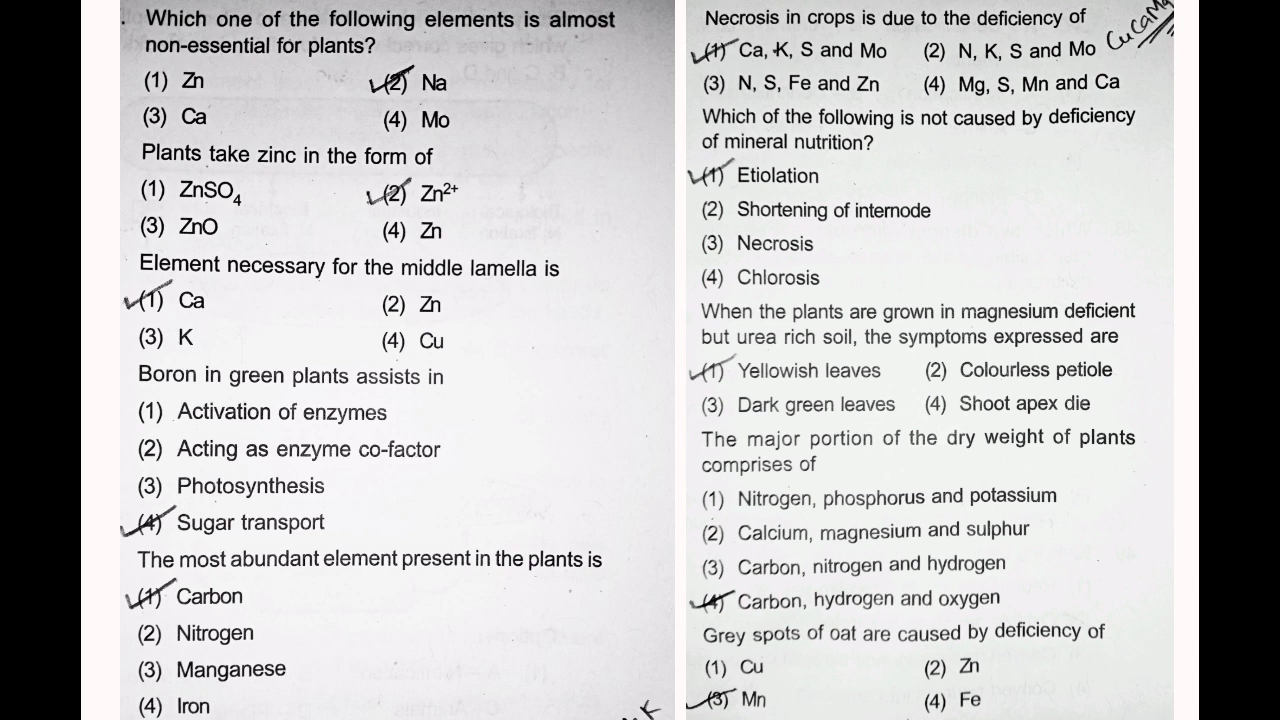 . Which one of the following elements is almost
non-essential for plants?
(1) Zn (2) Na
(3) Ca (4) Mo
Plants take zinc in the form of
(1) ZnSO₄ (2) Zn²⁺
(3) ZnO (4) Zn
Element necessary for the middle lamella is
(1) Ca (2) Zn
(3) K (4) Cu
Boron in green plants assists in
(1) Activation of enzymes
(2) Acting as enzyme co-factor
(3) Photosynthesis
(4) Sugar transport
The most abundant element present in the plants is
(1) Carbon
(2) Nitrogen
(3) Manganese
(4) Iron
Necrosis in crops is due to the deficiency of
(1) Ca, K, S and Mo (2) N, K, S and Mo
(3) N, S, Fe and Zn (4) Mg, S, Mn and Ca
Which of the following is not caused by deficiency
of mineral nutrition?
(1) Etiolation
(2) Shortening of internode
(3) Necrosis
(4) Chlorosis
When the plants are grown in magnesium deficient
but urea rich soil, the symptoms expressed are
(1) Yellowish leaves (2) Colourless petiole
(3) Dark green leaves (4) Shoot apex die
The major portion of the dry weight of plants
comprises of
(1) Nitrogen, phosphorus and potassium
(2) Calcium, magnesium and sulphur
(3) Carbon, nitrogen and hydrogen
(4) Carbon, hydrogen and oxygen
Grey spots of oat are caused by deficiency of
(1) Cu (2) Zn
(3) Mn (4) Fe